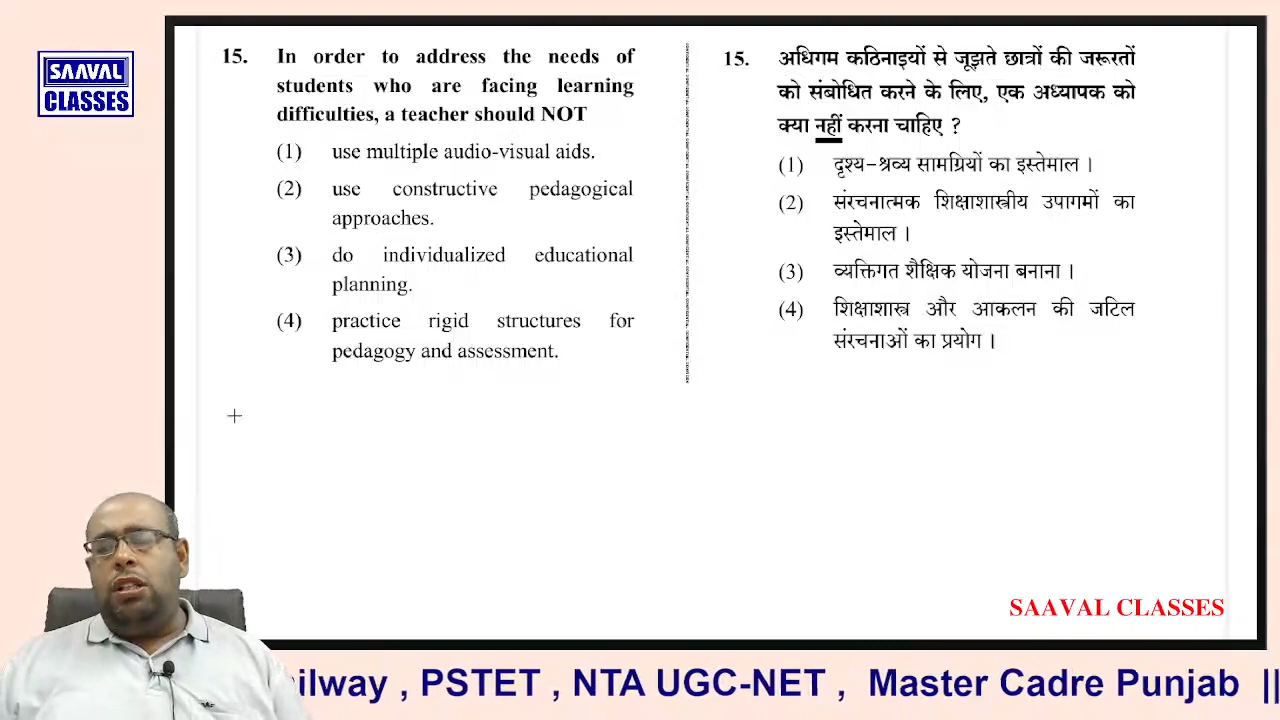 SAAVAL
CLASSES
15. In order to address the needs of
students who are facing learning
difficulties, a teacher should NOT
(1) use multiple audio-visual aids.
(2) use constructive pedagogical
approaches.
(3) do individualized educational
planning.
(4) practice rigid structures for
pedagogy and assessment.
15. अधिगम कठिनाइयों से जूझते छात्रों की जरूरतों
को संबोधित करने के लिए, एक अध्यापक को
क्या नहीं करना चाहिए ?
(1) दृश्य-श्रव्य सामग्रियों का इस्तेमाल ।
(2) संरचनात्मक शिक्षाशास्त्रीय उपागमों का
इस्तेमाल ।
(3) व्यक्तिगत शैक्षिक योजना बनाना ।
(4) शिक्षाशास्त्र और आकलन की जटिल
संरचनाओं का प्रयोग ।
SAAVAL CLASSES
ilway , PSTET , NTA UGC-NET , Master Cadre Punjab ||